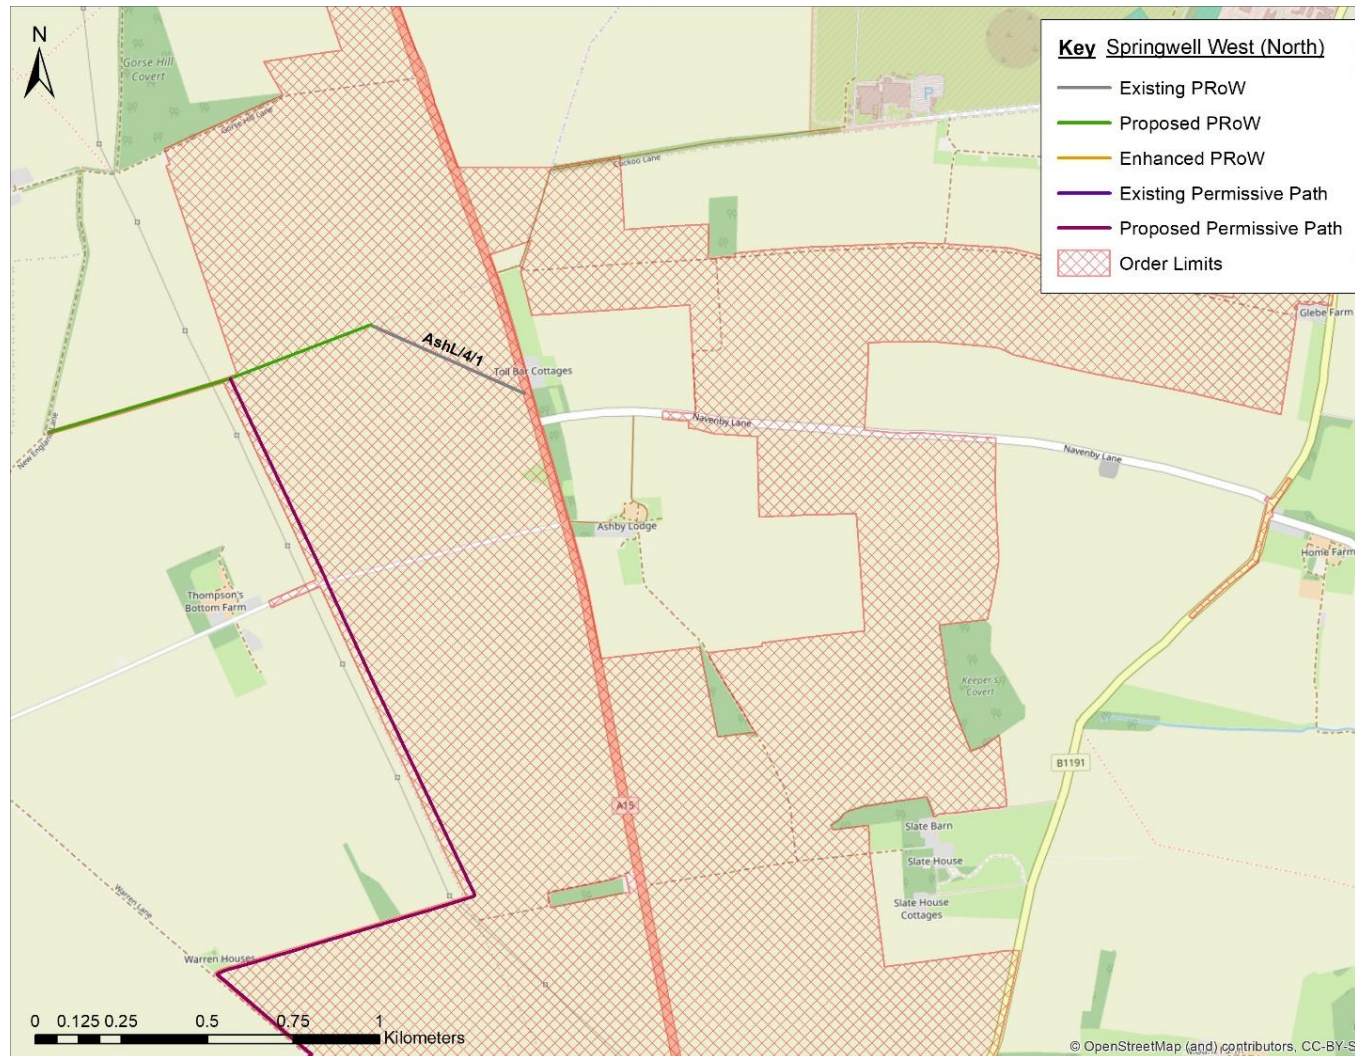 N
Gorse Hill
Covert
Gorse Hill Lane
P
Cuckoo Lane
Key Springwell West (North)
Existing PRoW
Proposed PRoW
Enhanced PRoW
Existing Permissive Path
Proposed Permissive Path
Order Limits
Glebe Farm
AshL/4/1
Toll Bar Cottages
New England Lane
Navenby Lane
Navenby Lane
Ashby Lodge
Home Farm
Thompson's
Bottom Farm
Keeper's
Covert
B1191
A15
Slate Barn
Slate House
Slate House
Cottages
Warren Lane
Warren Houses
0 0.125 0.25 0.5 0.75 1
Kilometers
© OpenStreetMap (and) contributors, CC-BY-S